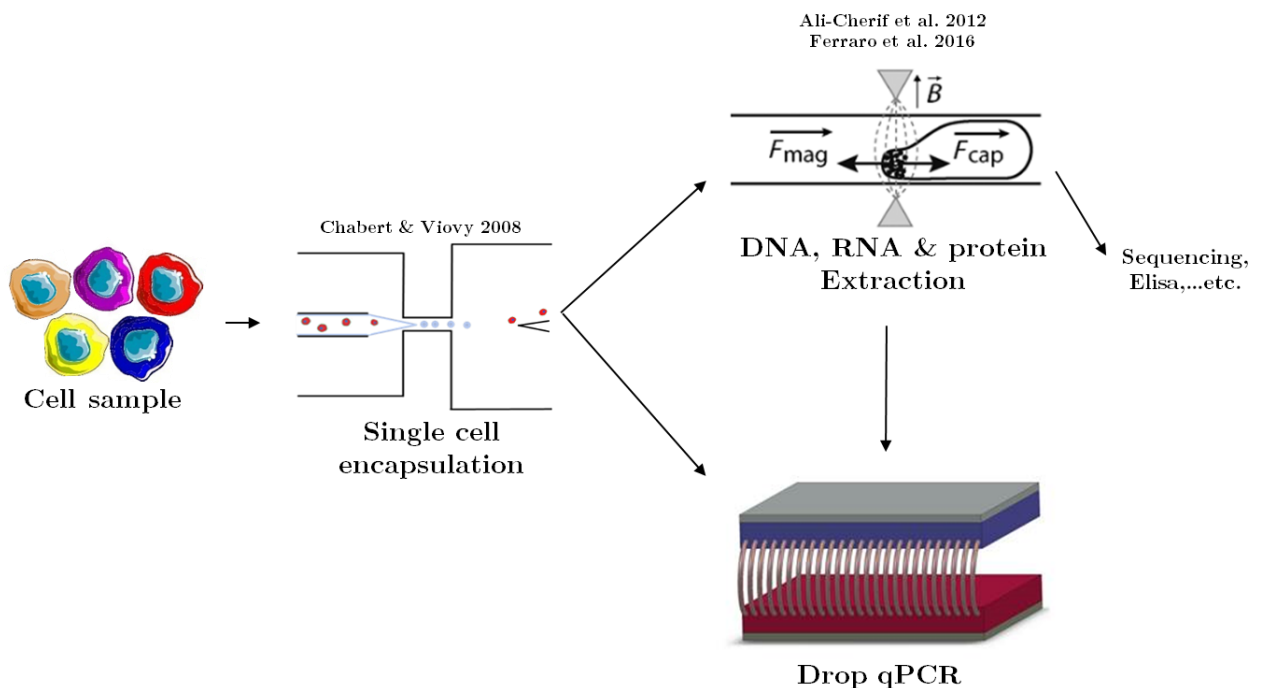 Ali-Cherif et al. 2012
Ferraro et al. 2016
B
Fmag
Fcap
Chabert & Viovy 2008
DNA, RNA & protein
Extraction
Sequencing,
Elisa,...etc.
Cell sample
Single cell
encapsulation
Drop qPCR